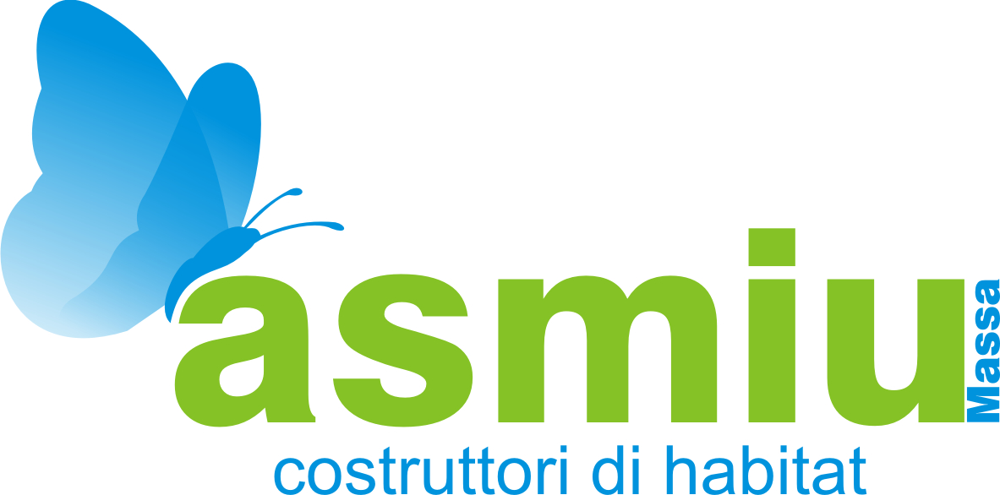 asmiu
Massa
costruttori di habitat